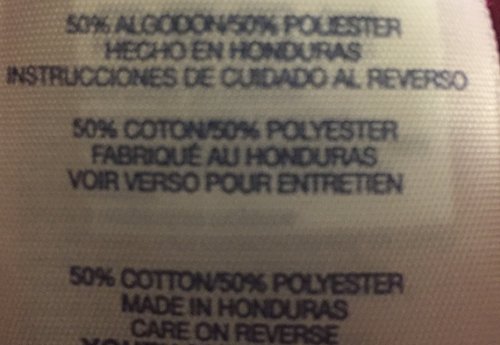 50% ALGODON/50% POLIESTER
HECHO EN HONDURAS
INSTRUCCIONES DE CUIDADO AL REVERSO
50% COTON/50% POLYESTER
FABRIQUÉ AU HONDURAS
VOIR VERSO POUR ENTRETIEN
50% COTTON/50% POLYESTER
MADE IN HONDURAS
CARE ON REVERSE